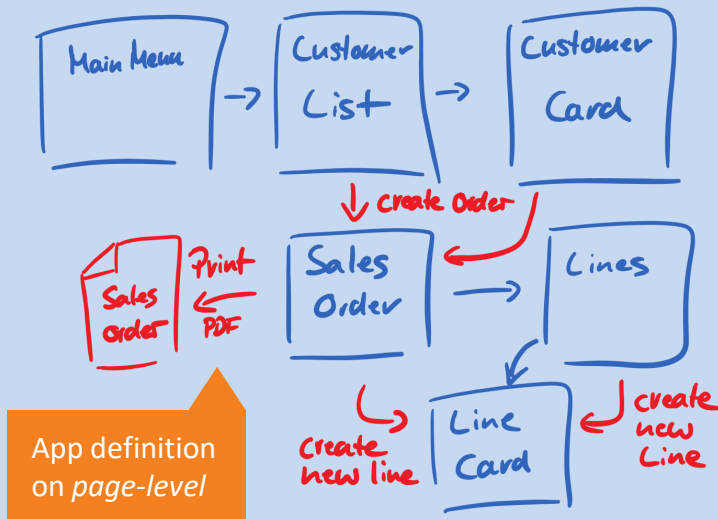 Main Menu
Customer
List
Customer
Card
create Order
Sales
Order
Lines
Print
PDF
Sales
order
create
new line
Line
Card
create
new
Line
App definition
on page-level